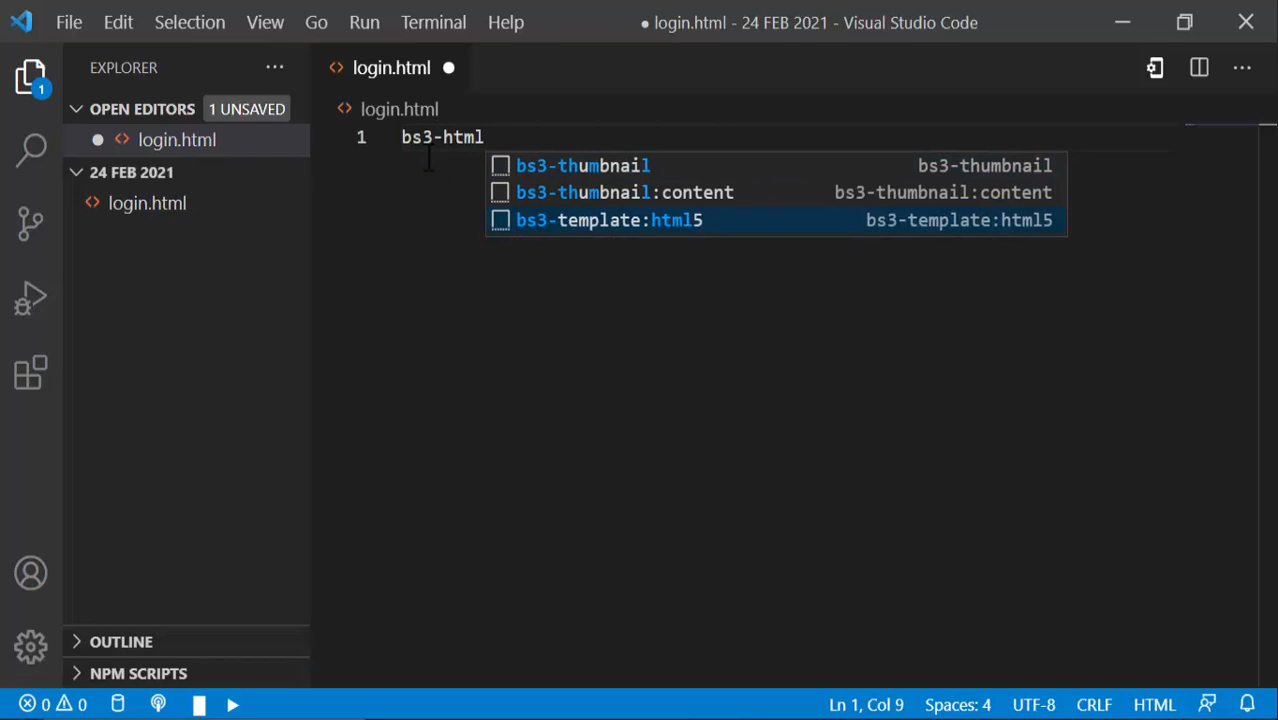 File Edit Selection View Go Run Terminal Help ● login.html - 24 FEB 2021 - Visual Studio Code
EXPLORER
login.html
OPEN EDITORS 1 UNSAVED
login.html
1
login.html
24 FEB 2021
login.html
1 bs3-html
bs3-thumbnail bs3-thumbnail
bs3-thumbnail:content bs3-thumbnail:content
bs3-template:html5 bs3-template:html5
OUTLINE
NPM SCRIPTS
0 0 Ln 1, Col 9 Spaces: 4 UTF-8 CRLF HTML